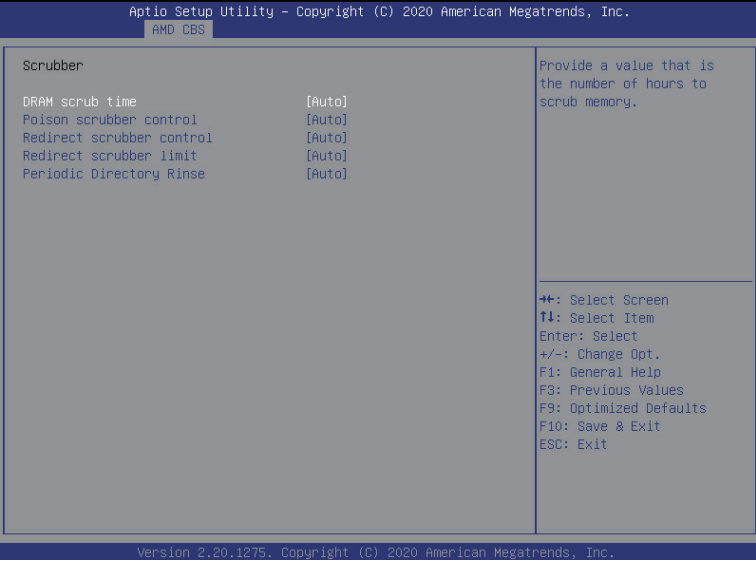 Aptio Setup Utility – Copyright (C) 2020 American Megatrends, Inc.
AMD CBS
Scrubber
DRAM scrub time [Auto]
Poison scrubber control [Auto]
Redirect scrubber control [Auto]
Redirect scrubber limit [Auto]
Periodic Directory Rinse [Auto]
Provide a value that is
the number of hours to
scrub memory.
→←: Select Screen
↑↓: Select Item
Enter: Select
+/-: Change Opt.
F1: General Help
F3: Previous Values
F9: Optimized Defaults
F10: Save & Exit
ESC: Exit
Version 2.20.1275. Copyright (C) 2020 American Megatrends, Inc.